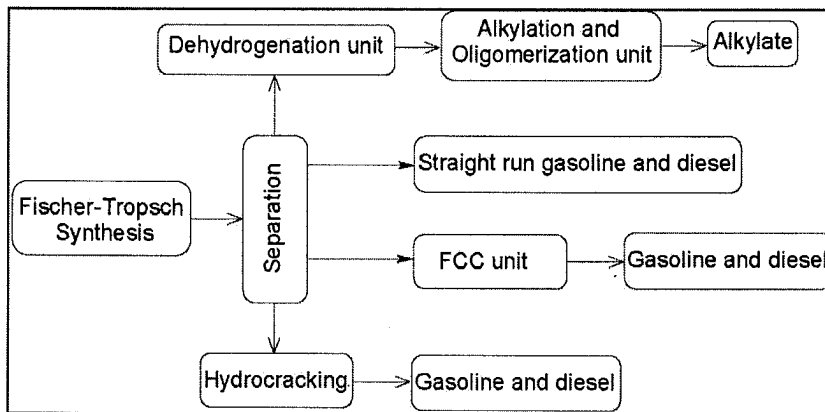 Dehydrogenation unit
Alkylation and
Oligomerization unit
Alkylate
Straight run gasoline and diesel
Fischer-Tropsch
Synthesis
Separation
FCC unit
Gasoline and diesel
Hydrocracking
Gasoline and diesel